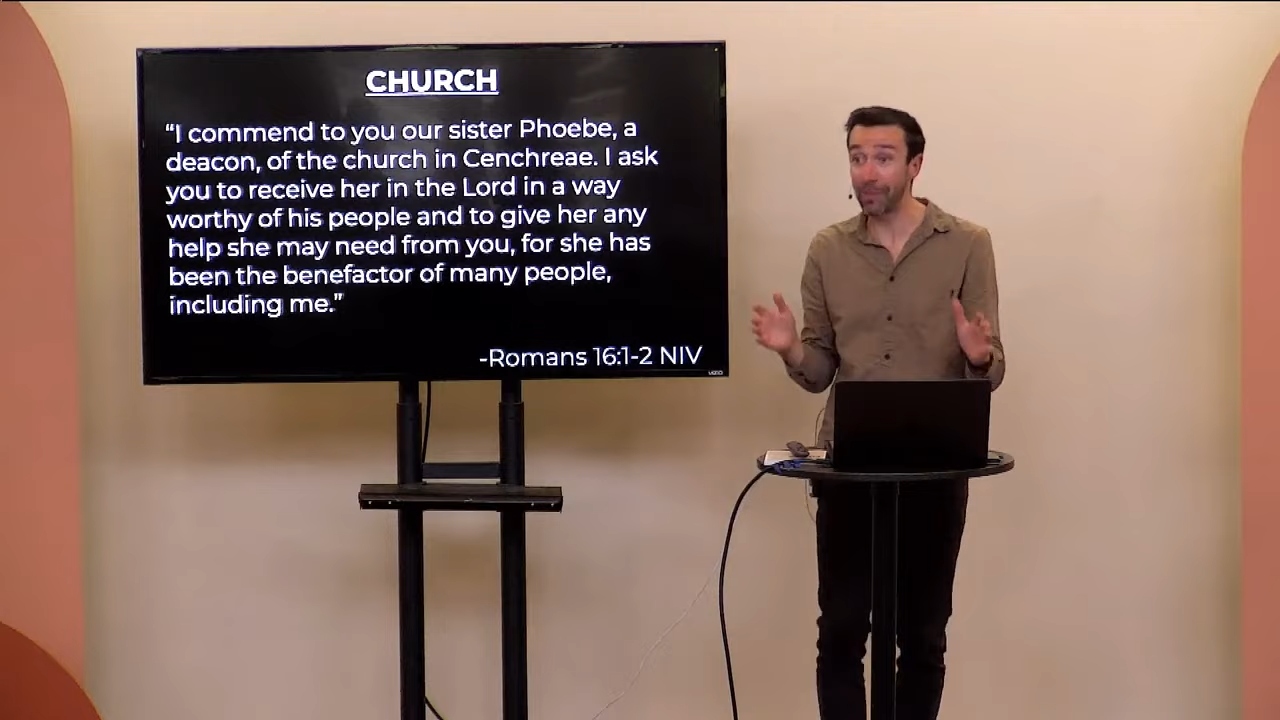 CHURCH
“I commend to you our sister Phoebe, a
deacon, of the church in Cenchreae. I ask
you to receive her in the Lord in a way
worthy of his people and to give her any
help she may need from you, for she has
been the benefactor of many people,
including me.”
-Romans 16:1-2 NIV
VIZIO